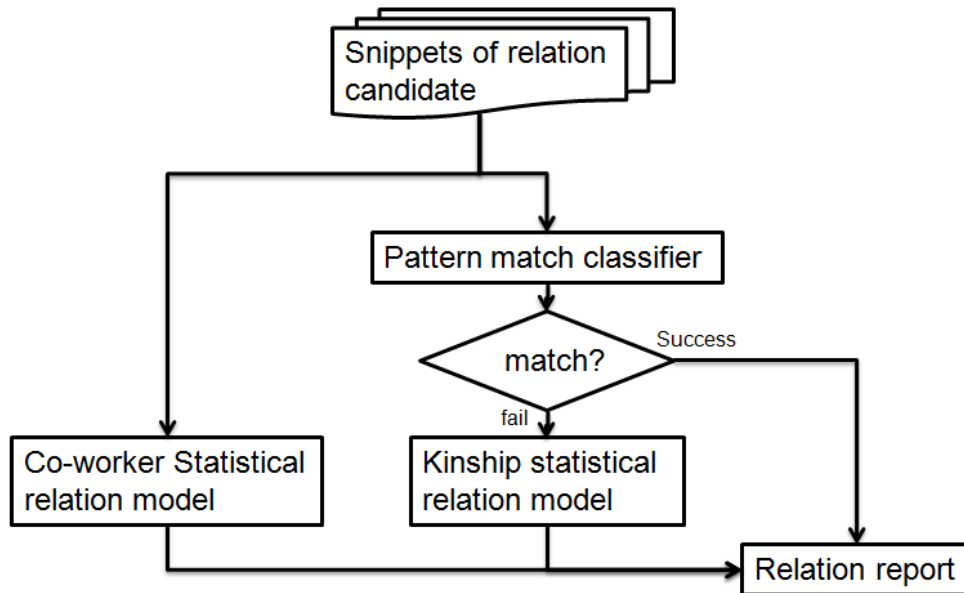 Snippets of relation
candidate
Pattern match classifier
Success
match?
fail
Co-worker Statistical
relation model
Kinship statistical
relation model
Relation report